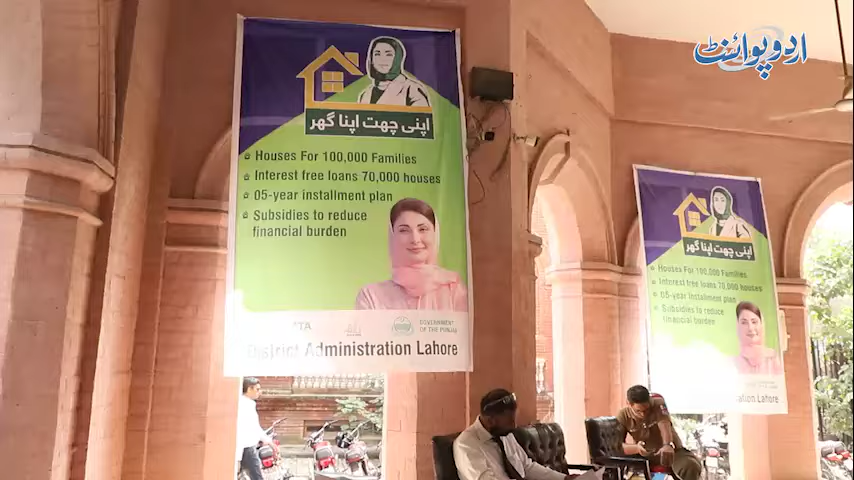 اردو پوائنٹ
اپنی چھت اپنا گھر
Houses For 100,000 Families
Interest free loans 70,000 houses
05-year installment plan
Subsidies to reduce
financial burden
GOVERNMENT
OF THE PUNJAB
District Administration Lahore
اپنی چھت اپنا گھر
Houses For 100,000 Families
Interest free loans 70,000 houses
05-year installment plan
Subsidies to reduce
financial burden
Lahore